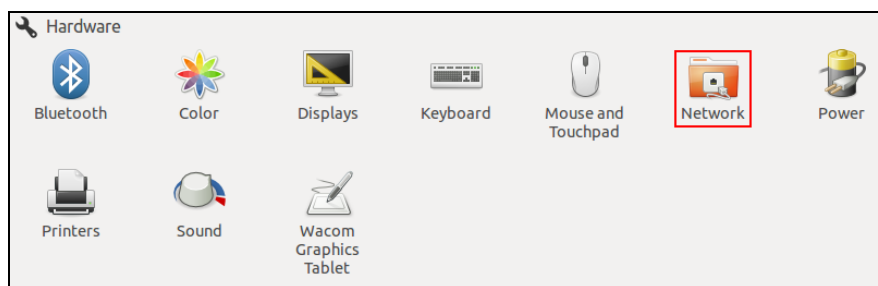 Hardware
Bluetooth
Color
Displays
Keyboard
Mouse and
Touchpad
Network
Power
Printers
Sound
Wacom
Graphics
Tablet